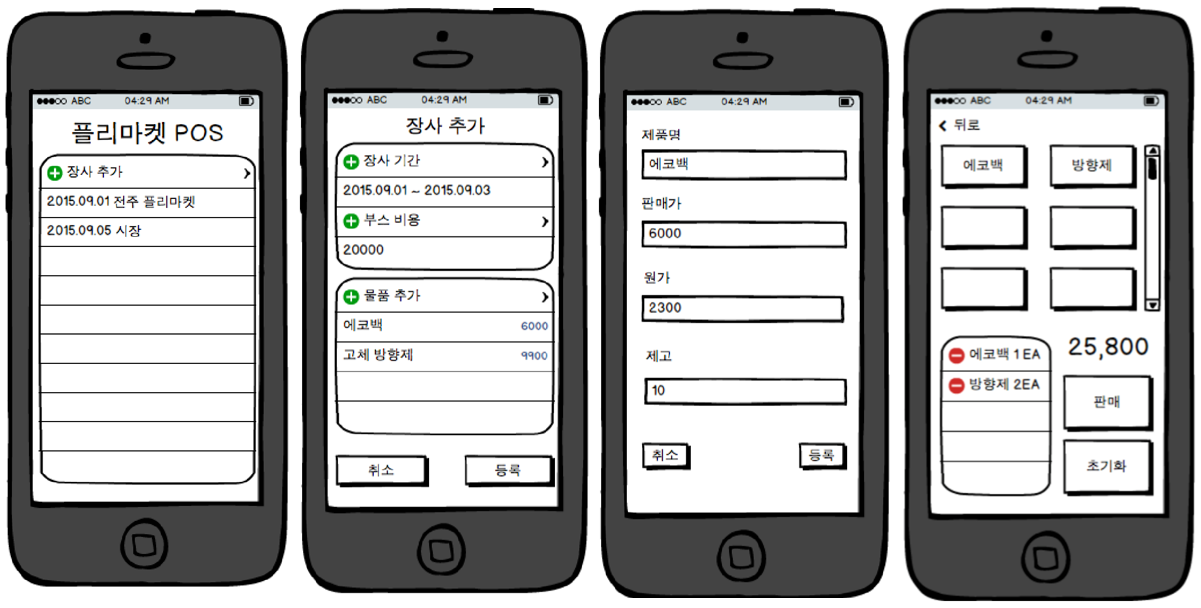 ABC 04:29 AM
플리마켓 POS
장사 추가
2015.09.01 전주 플리마켓
2015.09.05 시장
ABC 04:29 AM
장사 추가
장사 기간
2015.09.01 ~ 2015.09.03
부스 비용
20000
물품 추가
에코백 6000
고체 방향제 9900
취소 등록
ABC 04:29 AM
제품명
에코백
판매가
6000
원가
2300
제고
10
취소 등록
ABC 04:29 AM
뒤로
에코백 방향제
에코백 1 EA
방향제 2EA
25,800
판매
초기화